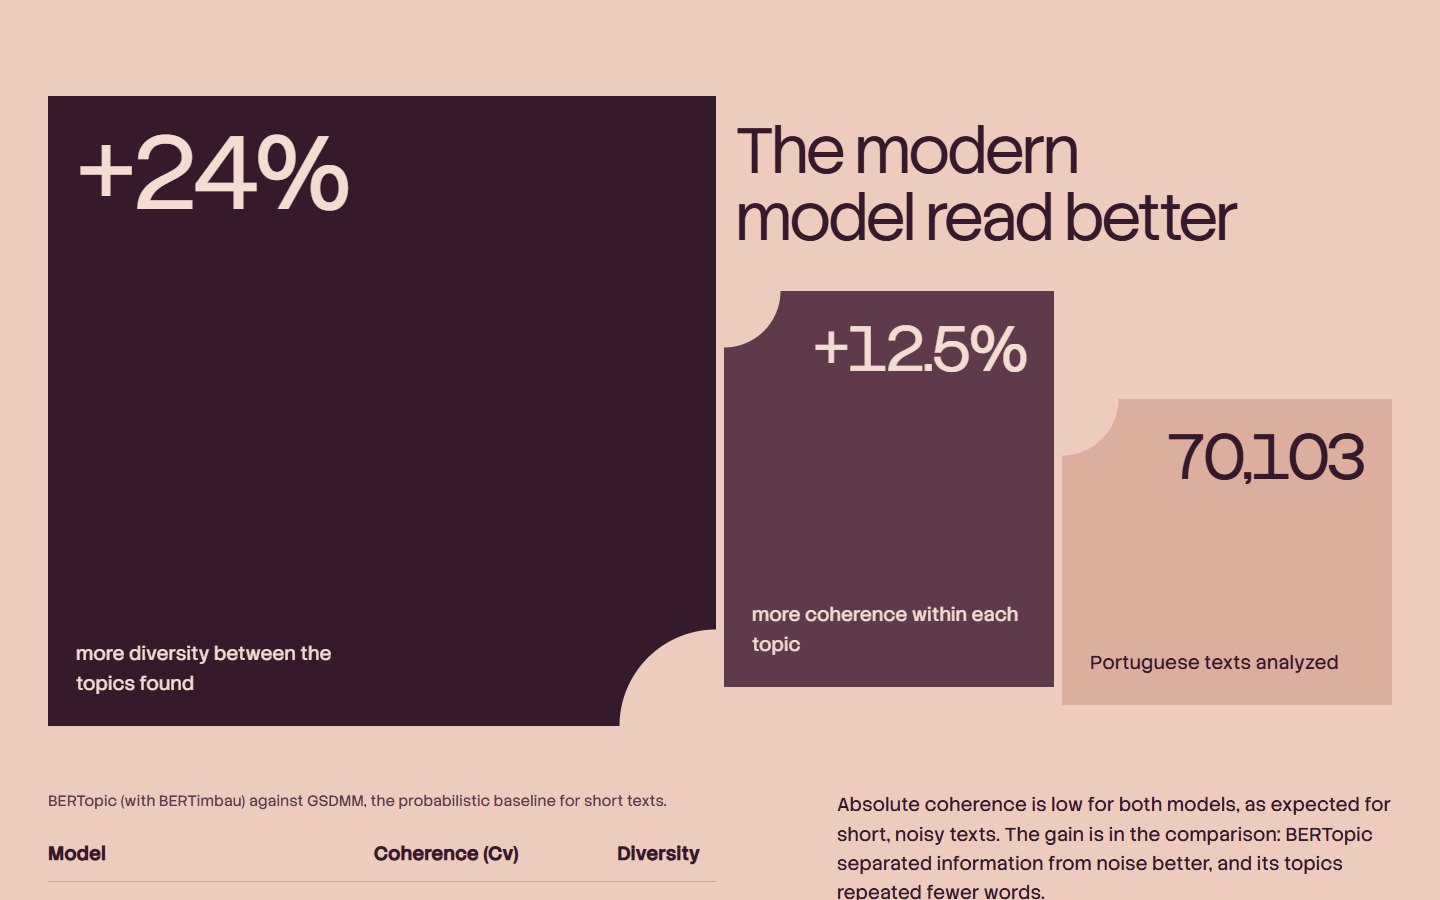 +24%
more diversity between the
topics found
The modern
model read better
+12.5%
more coherence within each
topic
70,103
Portuguese texts analyzed
BERTopic (with BERTimbau) against GSDMM, the probabilistic baseline for short texts.
Model Coherence (Cv) Diversity
Absolute coherence is low for both models, as expected for
short, noisy texts. The gain is in the comparison: BERTopic
separated information from noise better, and its topics
repeated fewer words.